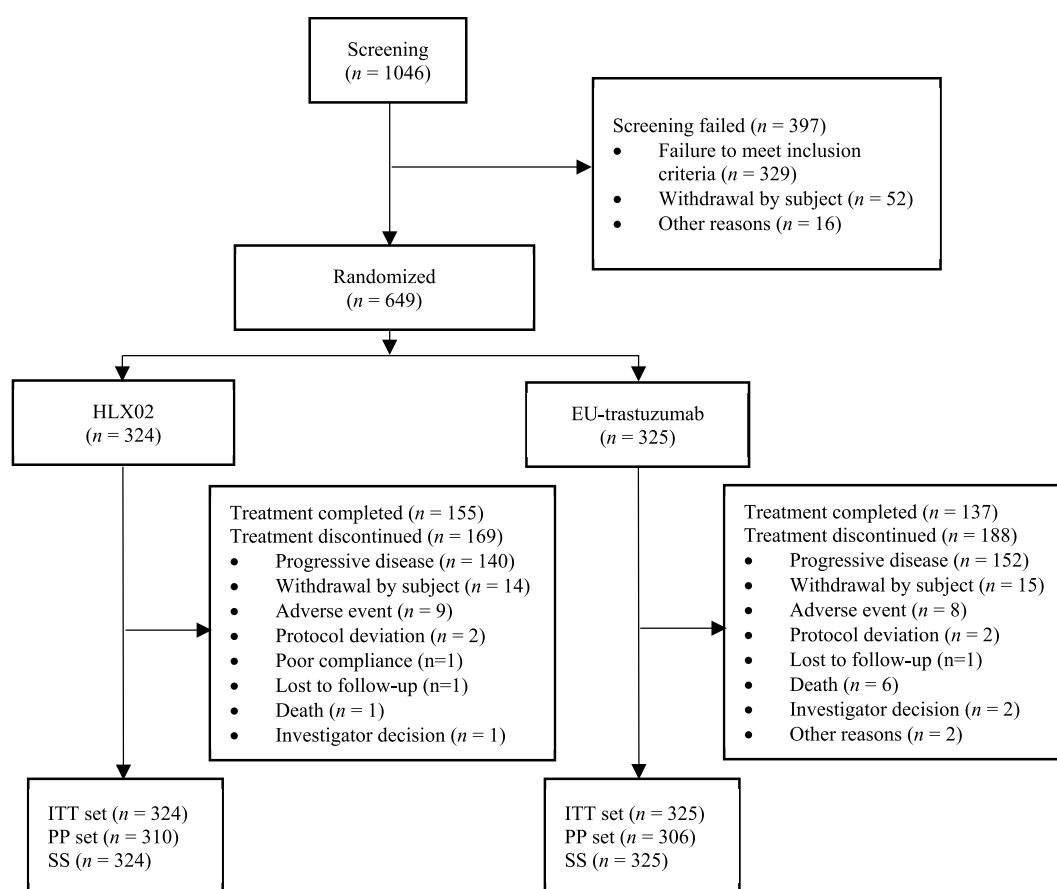 Screening
(n = 1046)
Screening failed (n = 397)
• Failure to meet inclusion
criteria (n = 329)
• Withdrawal by subject (n = 52)
• Other reasons (n = 16)
Randomized
(n = 649)
HLX02
(n = 324)
EU-trastuzumab
(n = 325)
Treatment completed (n = 155)
Treatment discontinued (n = 169)
• Progressive disease (n = 140)
• Withdrawal by subject (n = 14)
• Adverse event (n = 9)
• Protocol deviation (n = 2)
• Poor compliance (n=1)
• Lost to follow-up (n=1)
• Death (n = 1)
• Investigator decision (n = 1)
Treatment completed (n = 137)
Treatment discontinued (n = 188)
• Progressive disease (n = 152)
• Withdrawal by subject (n = 15)
• Adverse event (n = 8)
• Protocol deviation (n = 2)
• Lost to follow-up (n=1)
• Death (n = 6)
• Investigator decision (n = 2)
• Other reasons (n = 2)
ITT set (n = 324)
PP set (n = 310)
SS (n = 324)
ITT set (n = 325)
PP set (n = 306)
SS (n = 325)